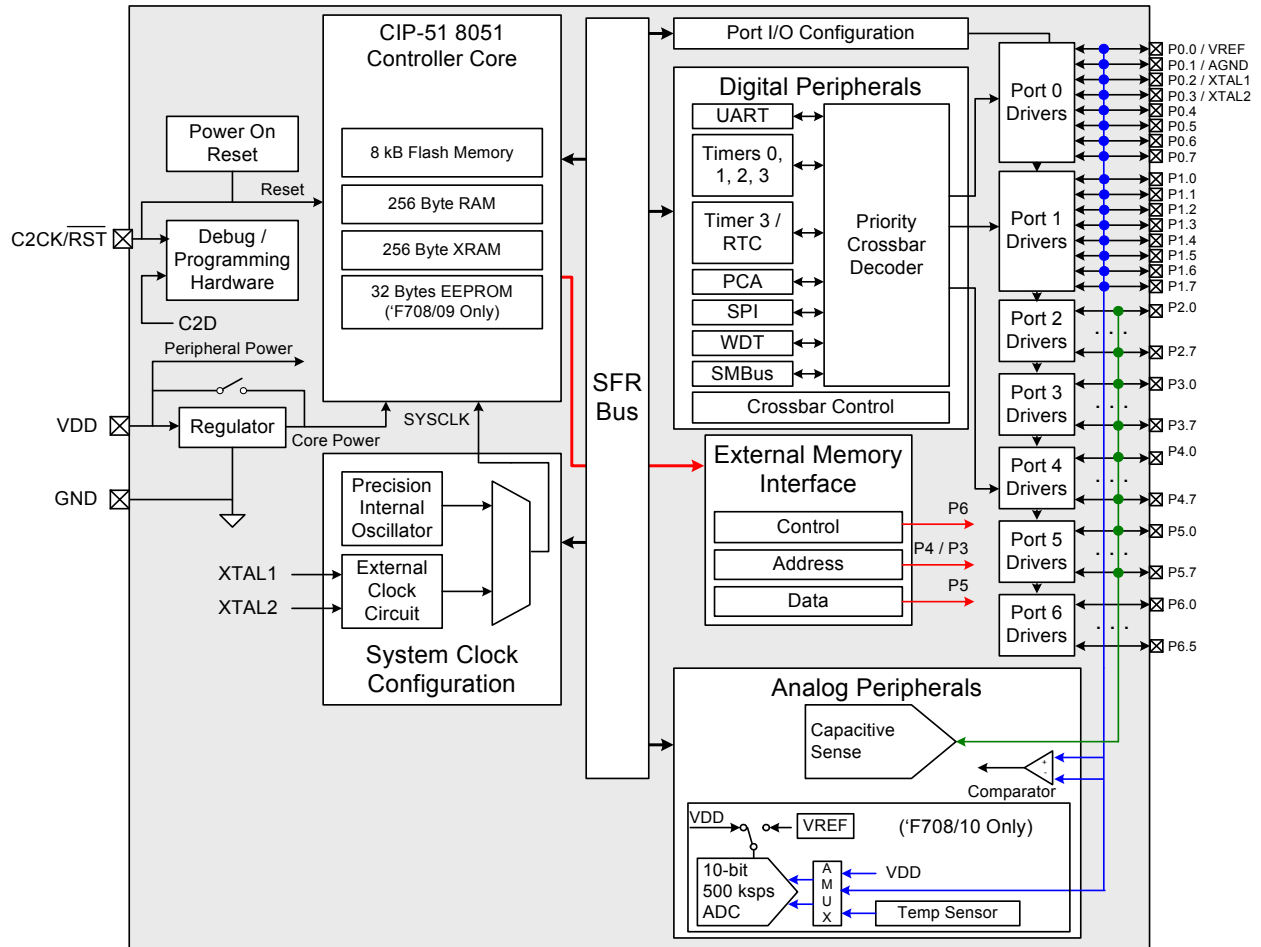 CIP-51 8051
Controller Core
8 kB Flash Memory
256 Byte RAM
256 Byte XRAM
32 Bytes EEPROM
('F708/09 Only)
Power On
Reset
Reset
C2CK/RST
Debug /
Programming
Hardware
C2D
Peripheral Power
VDD
Regulator
Core Power
SYSCLK
GND
Precision
Internal
Oscillator
XTAL1
XTAL2
External
Clock
Circuit
System Clock
Configuration
SFR
Bus
Port I/O Configuration
Digital Peripherals
UART
Timers 0,
1, 2, 3
Timer 3 /
RTC
PCA
SPI
WDT
SMBus
Priority
Crossbar
Decoder
Crossbar Control
External Memory
Interface
Control
Address
Data
P6
P4 / P3
P5
Port 0
Drivers
Port 1
Drivers
Port 2
Drivers
Port 3
Drivers
Port 4
Drivers
Port 5
Drivers
Port 6
Drivers
P0.0 / VREF
P0.1 / AGND
P0.2 / XTAL1
P0.3 / XTAL2
P0.4
P0.5
P0.6
P0.7
P1.0
P1.1
P1.2
P1.3
P1.4
P1.5
P1.6
P1.7
P2.0
. . . .
P2.7
P3.0
. . . .
P3.7
P4.0
. . . .
P4.7
P5.0
. . . .
P5.7
P6.0
. . . .
P6.5
Analog Peripherals
Capacitive
Sense
+
-
Comparator
VDD
VREF
('F708/10 Only)
10-bit
500 ksps
ADC
A
M
U
X
VDD
Temp Sensor